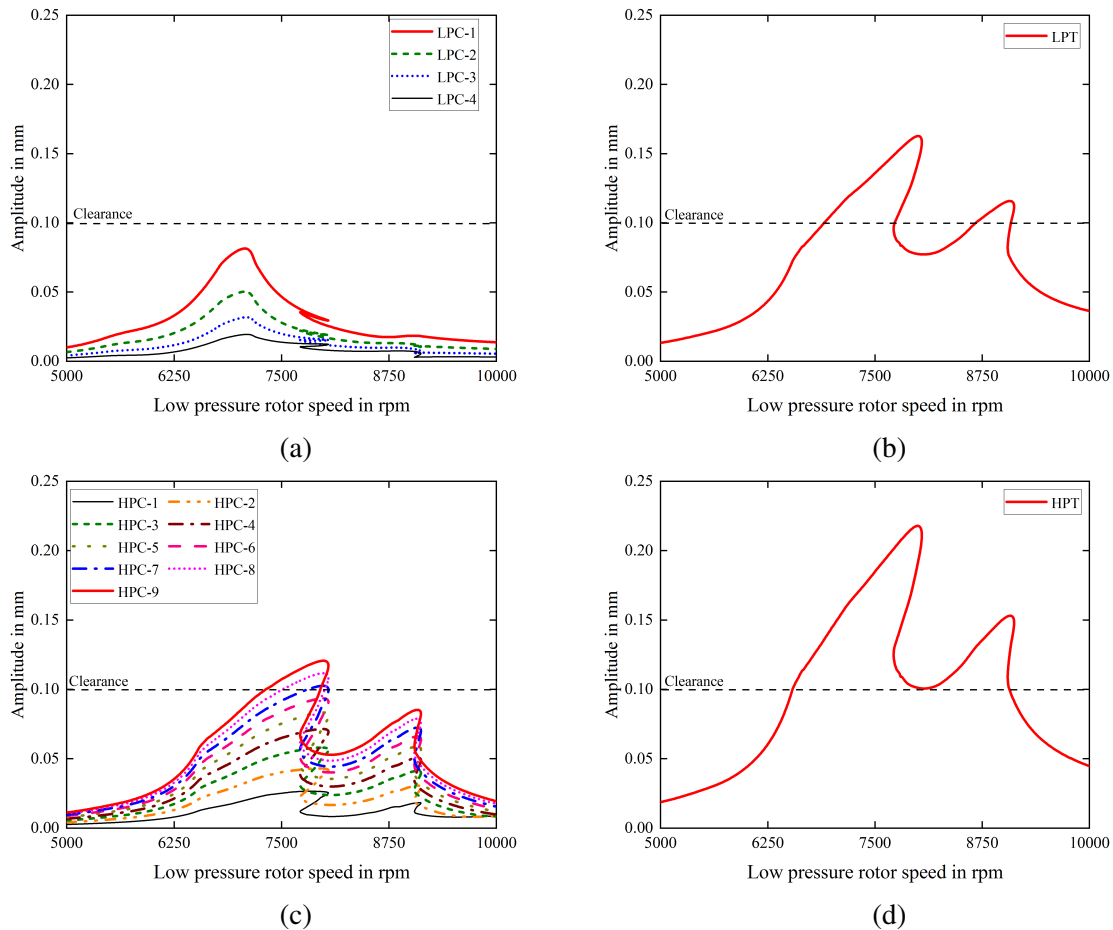 0.25
0.20
0.15
0.10
0.05
0.00
Amplitude in mm
LPC-1
LPC-2
LPC-3
LPC-4
Clearance
5000 6250 7500 8750 10000
Low pressure rotor speed in rpm
(a)
0.25
0.20
0.15
0.10
0.05
0.00
Amplitude in mm
LPT
Clearance
5000 6250 7500 8750 10000
Low pressure rotor speed in rpm
(b)
0.25
0.20
0.15
0.10
0.05
0.00
Amplitude in mm
HPC-1 HPC-2
HPC-3 HPC-4
HPC-5 HPC-6
HPC-7 HPC-8
HPC-9
Clearance
5000 6250 7500 8750 10000
Low pressure rotor speed in rpm
(c)
0.25
0.20
0.15
0.10
0.05
0.00
Amplitude in mm
HPT
Clearance
5000 6250 7500 8750 10000
Low pressure rotor speed in rpm
(d)